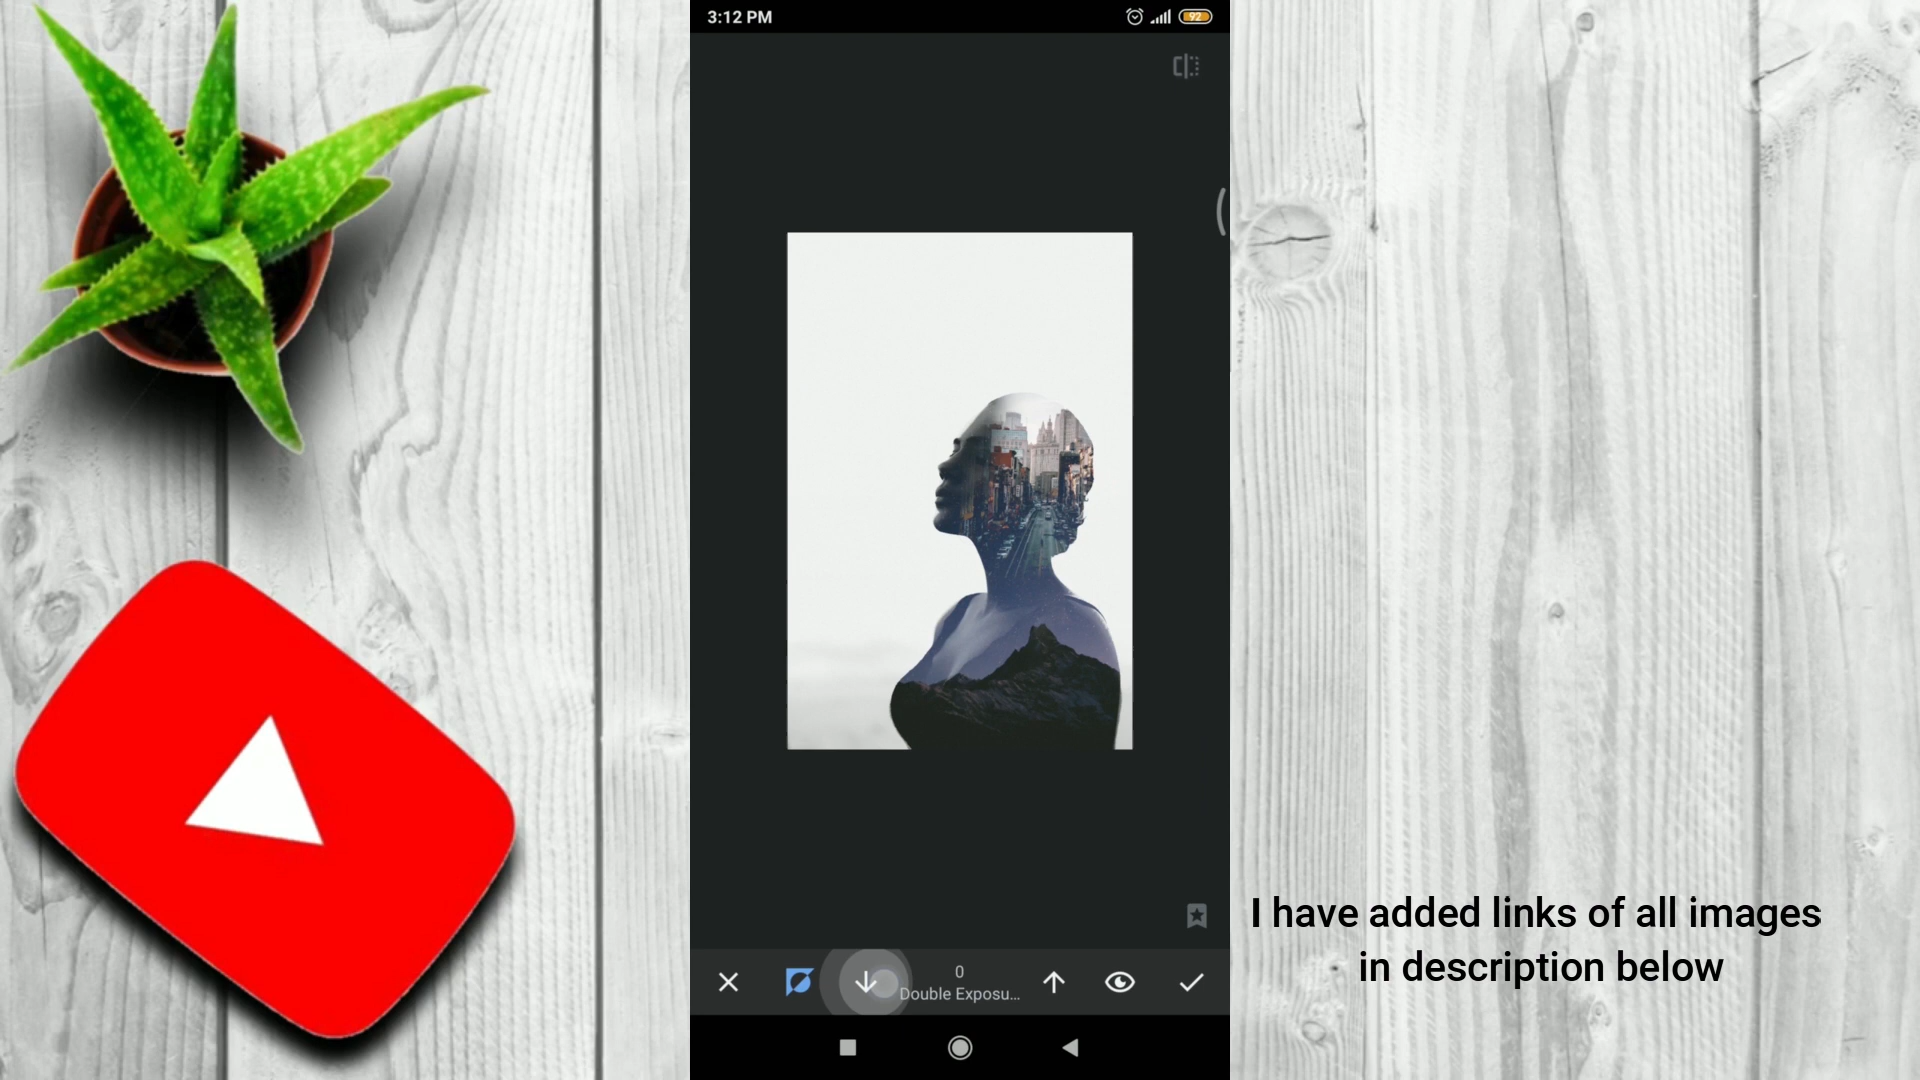 3:12 PM
92
0
Double Exposu...
I have added links of all images
in description below